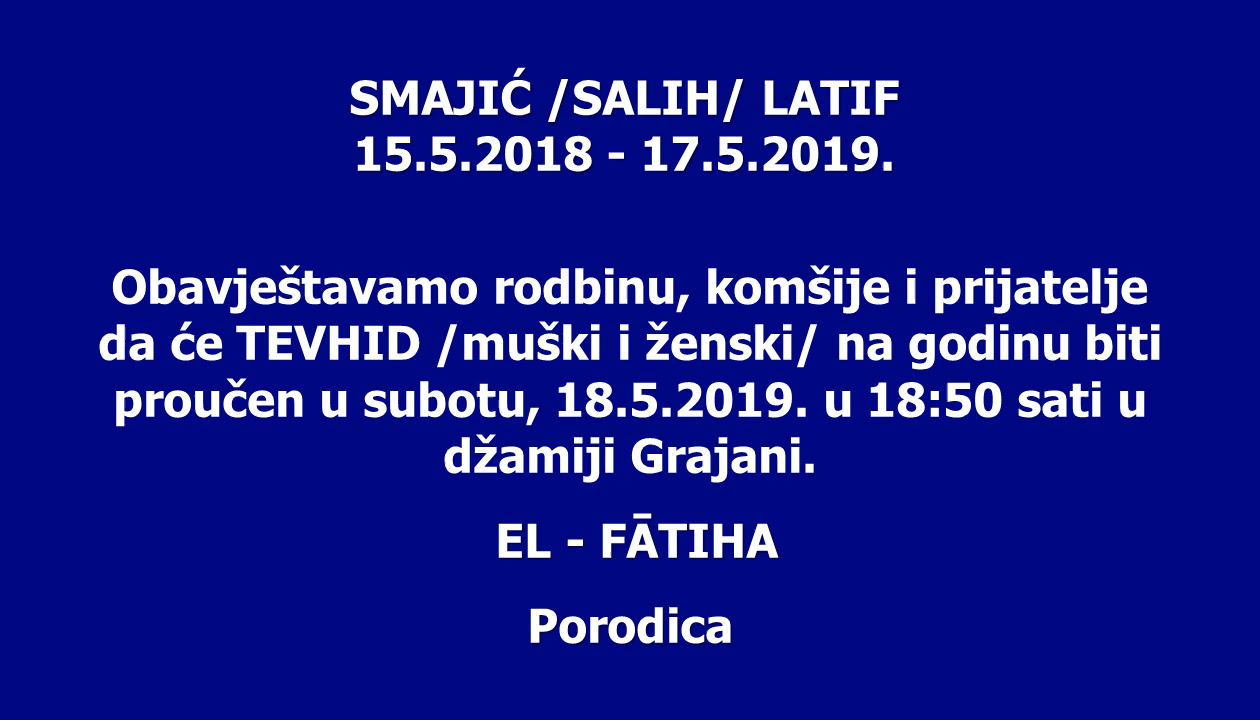 SMAJIĆ /SALIH/ LATIF
15.5.2018 - 17.5.2019.
Obavještavamo rodbinu, komšije i prijatelje
da će TEVHID /muški i ženski/ na godinu biti
proučen u subotu, 18.5.2019. u 18:50 sati u
džamiji Grajani.
EL - FĀTIHA
Porodica